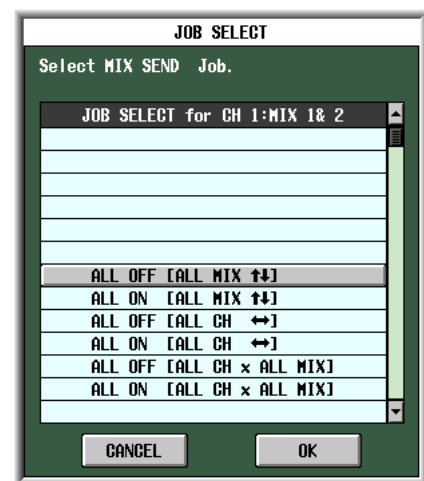 JOB SELECT
Select MIX SEND Job.
JOB SELECT for CH 1:MIX 1& 2
ALL OFF [ALL MIX ↑↓]
ALL ON [ALL MIX ↑↓]
ALL OFF [ALL CH ↔]
ALL ON [ALL CH ↔]
ALL OFF [ALL CH x ALL MIX]
ALL ON [ALL CH x ALL MIX]
CANCEL OK